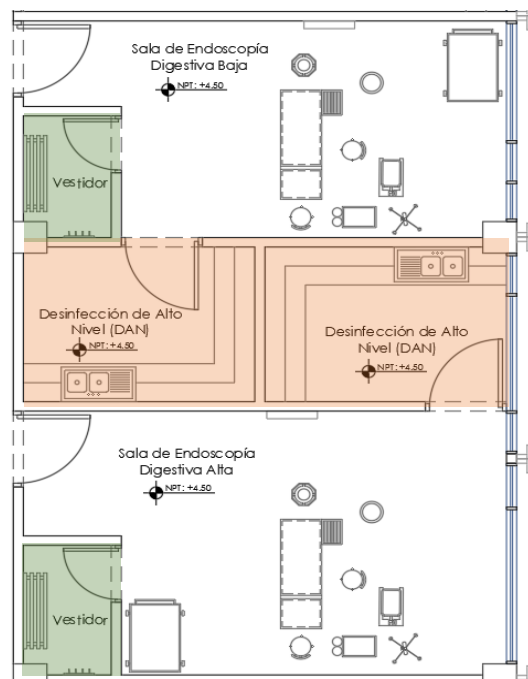 Sala de Endoscopía
Digestiva Baja
NPT: +4.50
Vestidor
Desinfección de Alto
Nivel (DAN)
NPT: +4.50
Desinfección de Alto
Nivel (DAN)
NPT: +4.50
Sala de Endoscopía
Digestiva Alta
NPT: +4.50
Vestidor